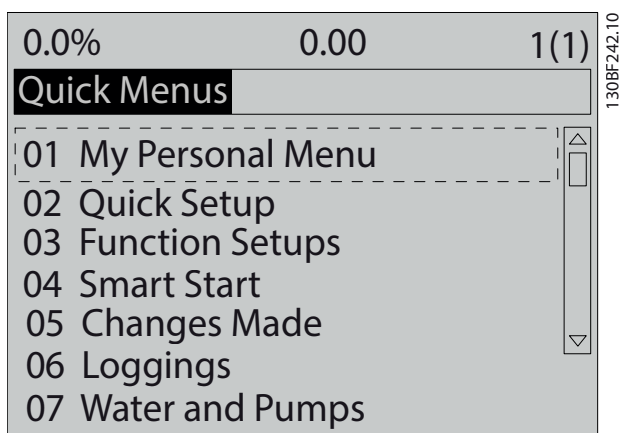 0.0% 0.00 1(1)
Quick Menus
01 My Personal Menu
02 Quick Setup
03 Function Setups
04 Smart Start
05 Changes Made
06 Loggings
07 Water and Pumps
130BF242.10